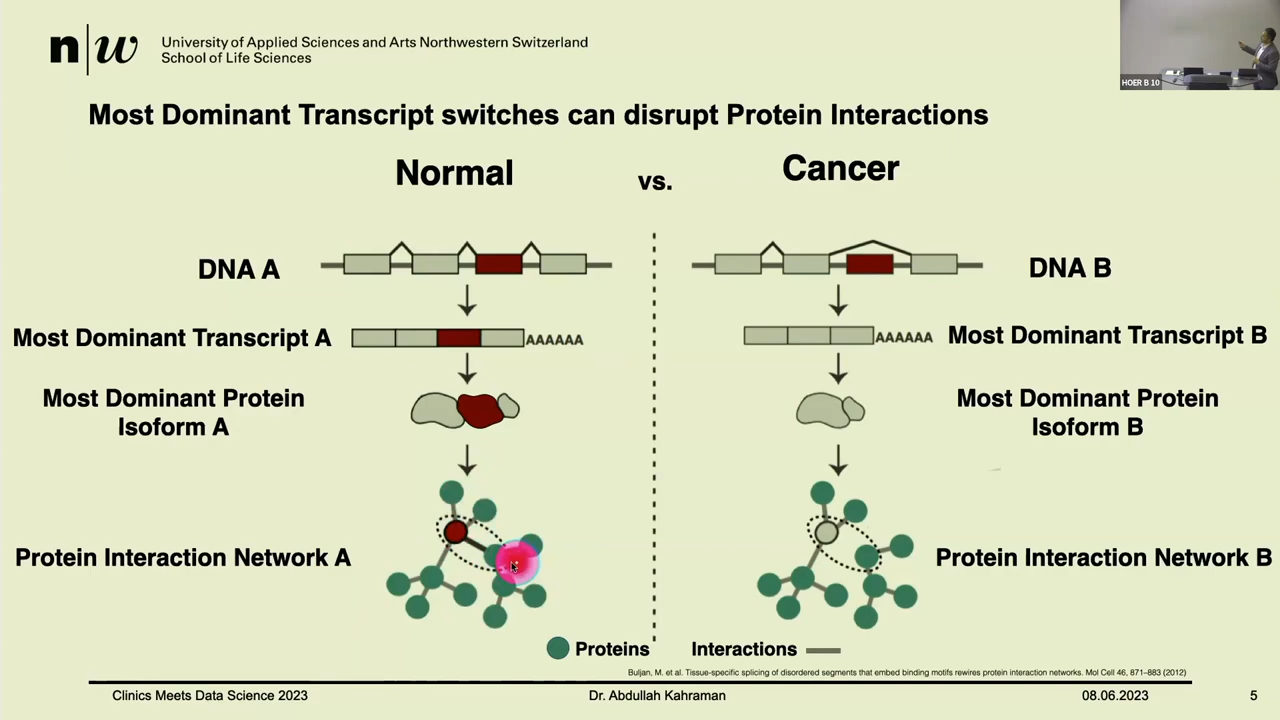 n|w University of Applied Sciences and Arts Northwestern Switzerland
School of Life Sciences
HOER B 10
Most Dominant Transcript switches can disrupt Protein Interactions
Normal vs. Cancer
DNA A
DNA B
Most Dominant Transcript A
AAAAAA
AAAAAA
Most Dominant Transcript B
Most Dominant Protein
Isoform A
Most Dominant Protein
Isoform B
Protein Interaction Network A
Protein Interaction Network B
Proteins
Interactions
Buljan, M. et al. Tissue-specific splicing of disordered segments that embed binding motifs rewires protein interaction networks. Mol Cell 46, 871–883 (2012)
Clinics Meets Data Science 2023
Dr. Abdullah Kahraman
08.06.2023
5